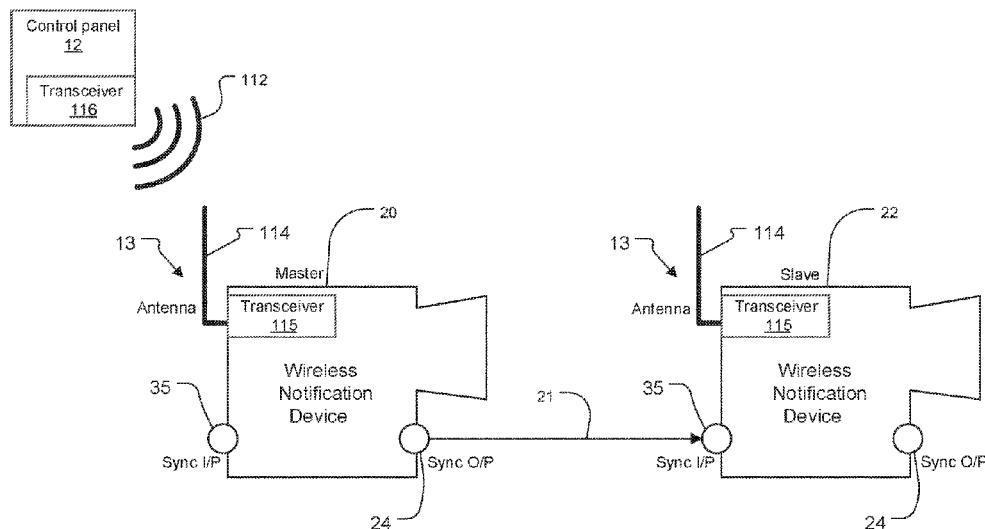 Control panel
12
Transceiver
116
112
20
22
13
114
13
114
Master
Slave
Antenna
Transceiver
115
Antenna
Transceiver
115
35
Wireless
Notification
Device
21
35
Wireless
Notification
Device
Sync I/P
Sync O/P
Sync I/P
Sync O/P
24
24